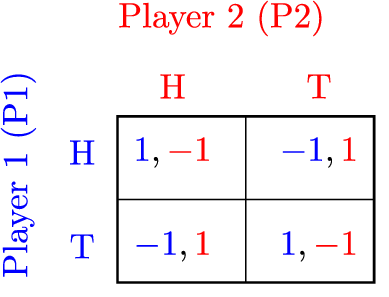 Player 2 (P2)
H T
Player 1 (P1)
H 1, −1 −1, 1
T −1, 1 1, −1